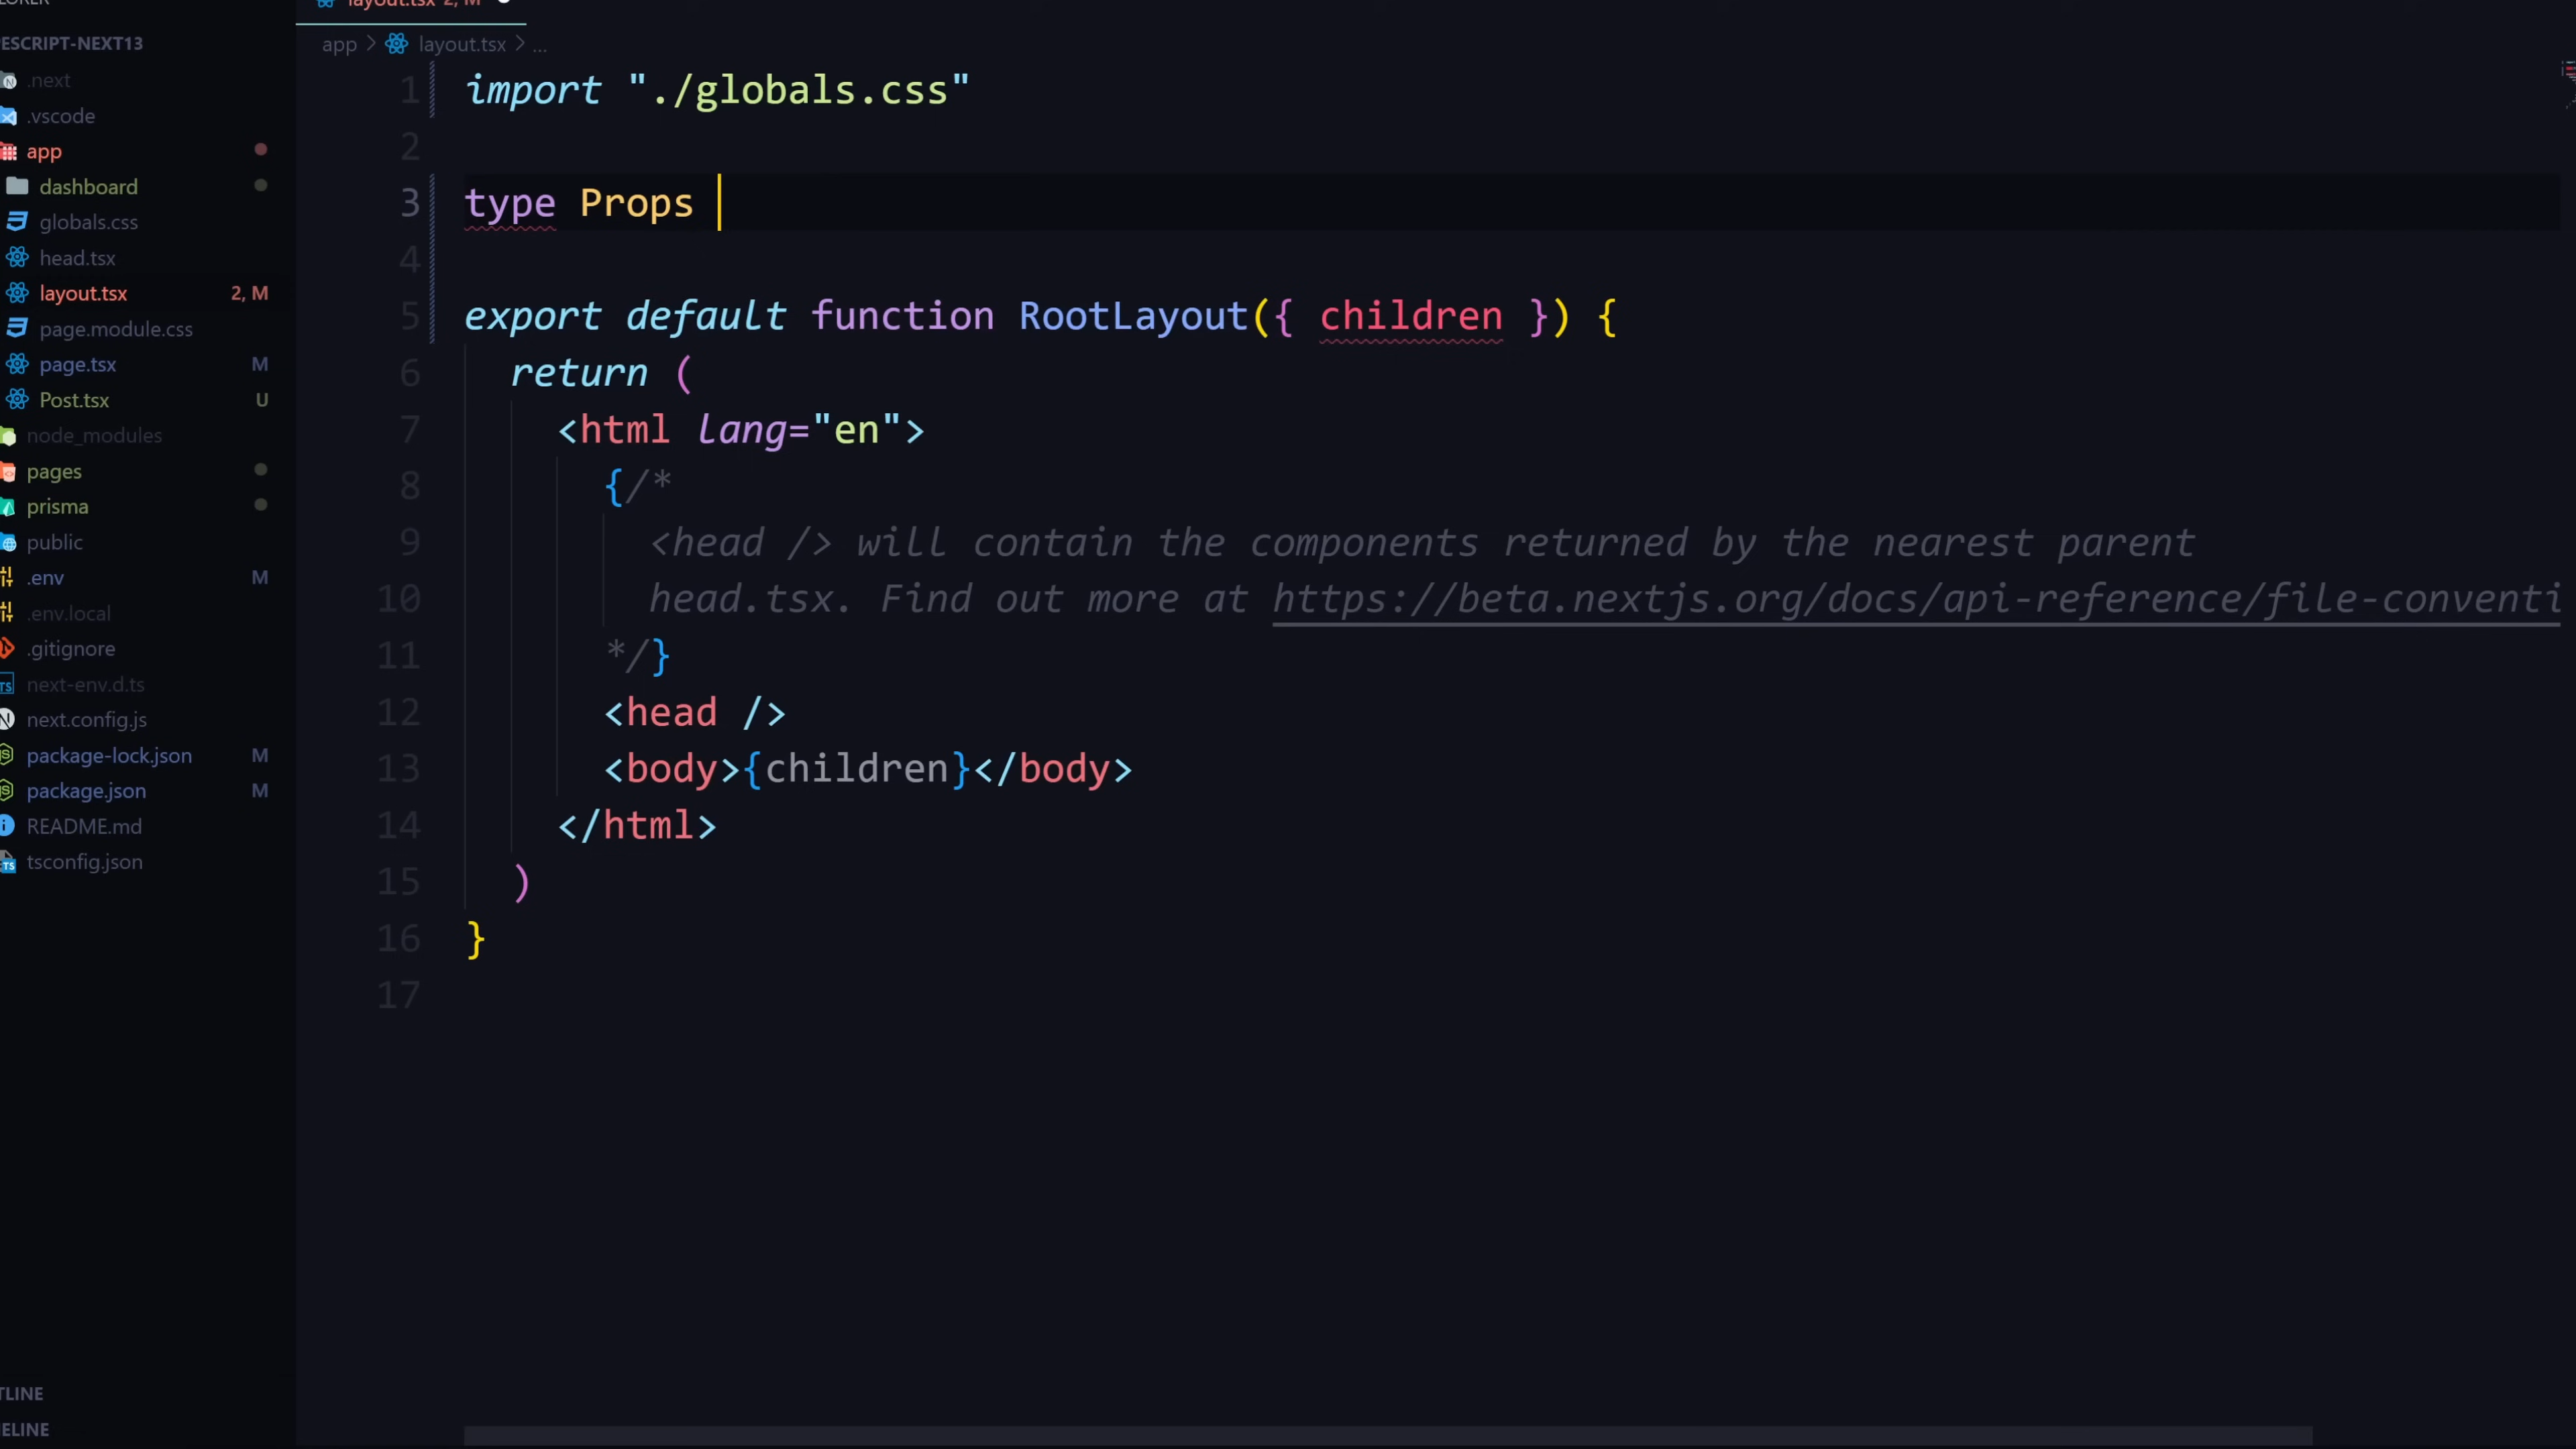 LORER
ESCRIPT-NEXT13
.next
.vscode
app
dashboard
globals.css
head.tsx
layout.tsx 2, M
page.module.css
page.tsx M
Post.tsx U
node_modules
pages
prisma
public
.env M
.env.local
.gitignore
next-env.d.ts
next.config.js
package-lock.json M
package.json M
README.md
tsconfig.json
TLINE
ELINE
layout.tsx 2, M
app > layout.tsx > ...
1 import "./globals.css"
2
3 type Props
4
5 export default function RootLayout({ children }) {
6 return (
7 <html lang="en">
8 {/*
9 <head /> will contain the components returned by the nearest parent
10 head.tsx. Find out more at https://beta.nextjs.org/docs/api-reference/file-conventi
11 */}
12 <head />
13 <body>{children}</body>
14 </html>
15 )
16 }
17